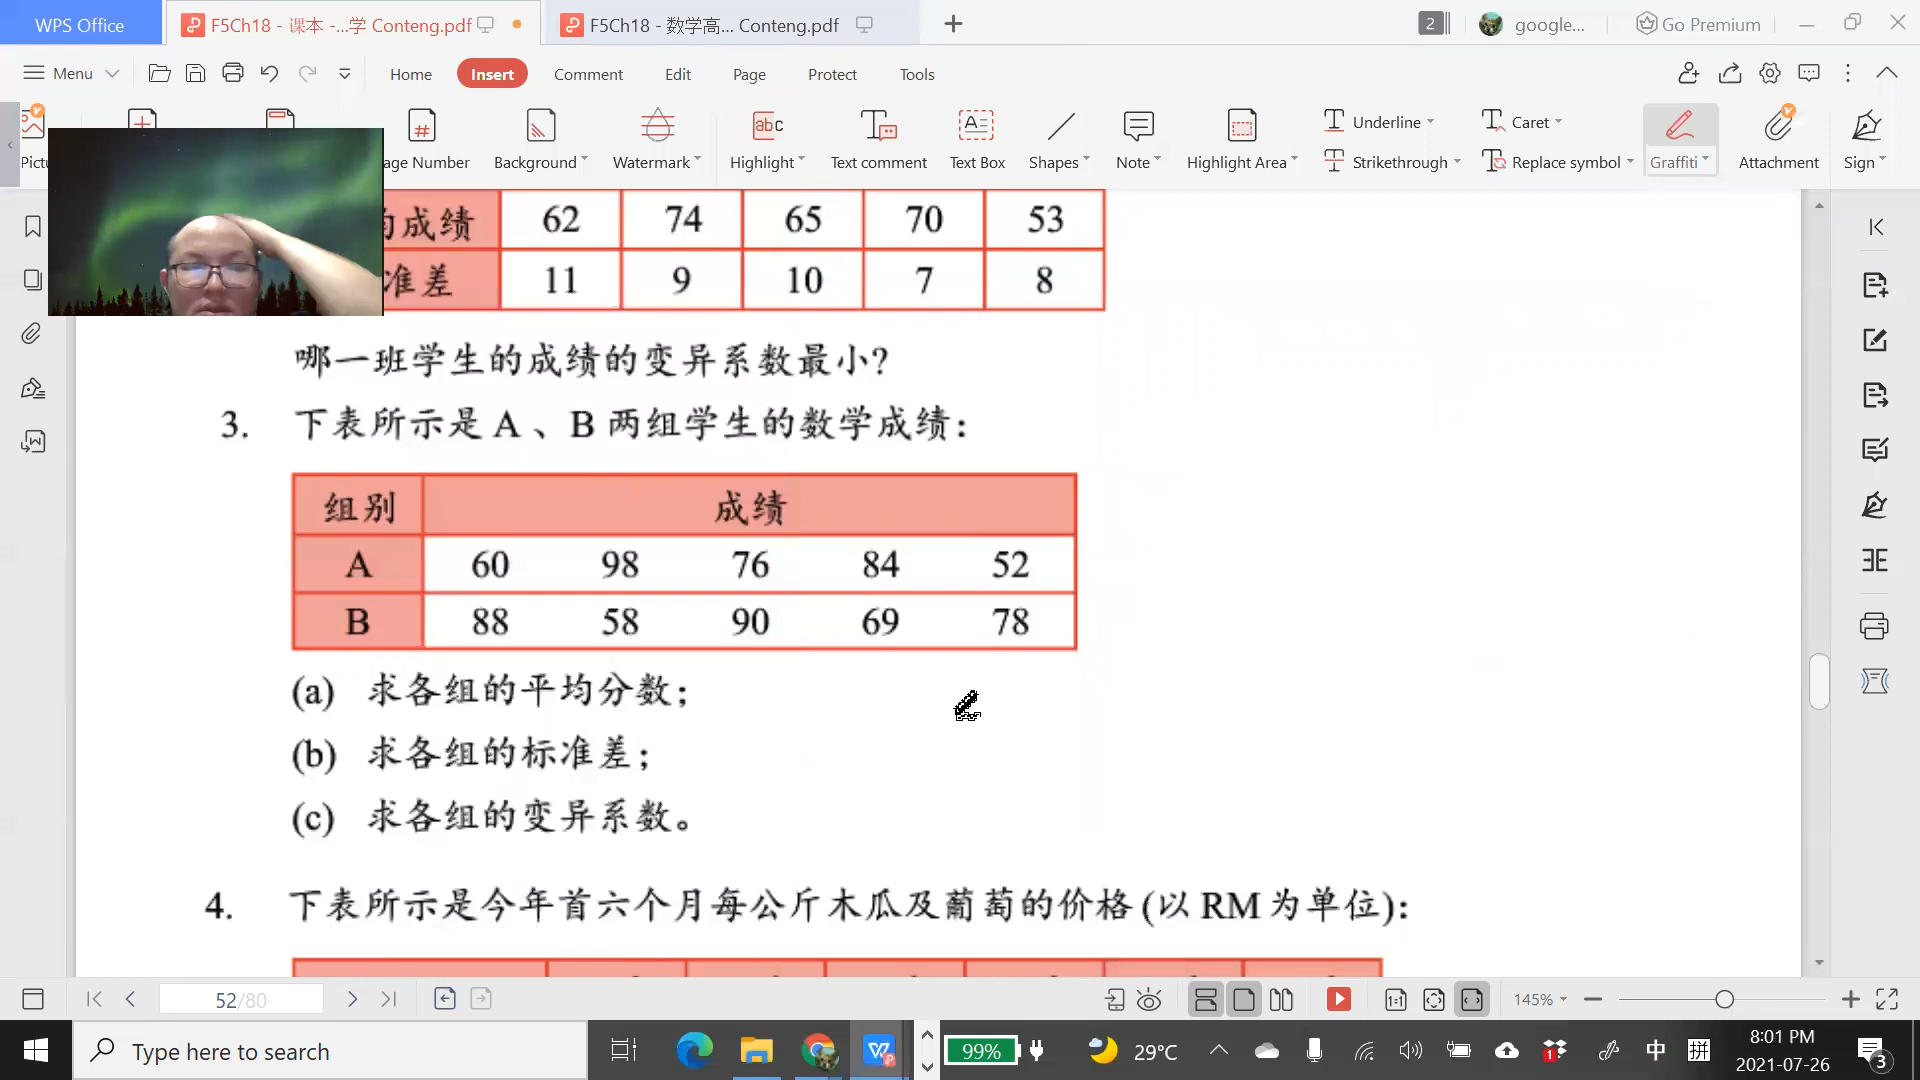 WPS Office
F5Ch18 - 课本 -...学 Conteng.pdf
F5Ch18 - 数学高... Conteng.pdf
2
google...
Go Premium
Menu
Home
Insert
Comment
Edit
Page
Protect
Tools
age Number
Background
Watermark
Highlight
Text comment
Text Box
Shapes
Note
Highlight Area
Underline
Strikethrough
Caret
Replace symbol
Graffiti
Attachment
Sign
成绩 62 74 65 70 53
准差 11 9 10 7 8
哪一班学生的成绩的变异系数最小?
3. 下表所示是 A、B 两组学生的数学成绩:
组别 成绩
A 60 98 76 84 52
B 88 58 90 69 78
(a) 求各组的平均分数;
(b) 求各组的标准差;
(c) 求各组的变异系数。
4. 下表所示是今年首六个月每公斤木瓜及葡萄的价格(以 RM 为单位):
52/80
145%
Type here to search
99%
29°C
1
中
拼
8:01 PM
2021-07-26
3